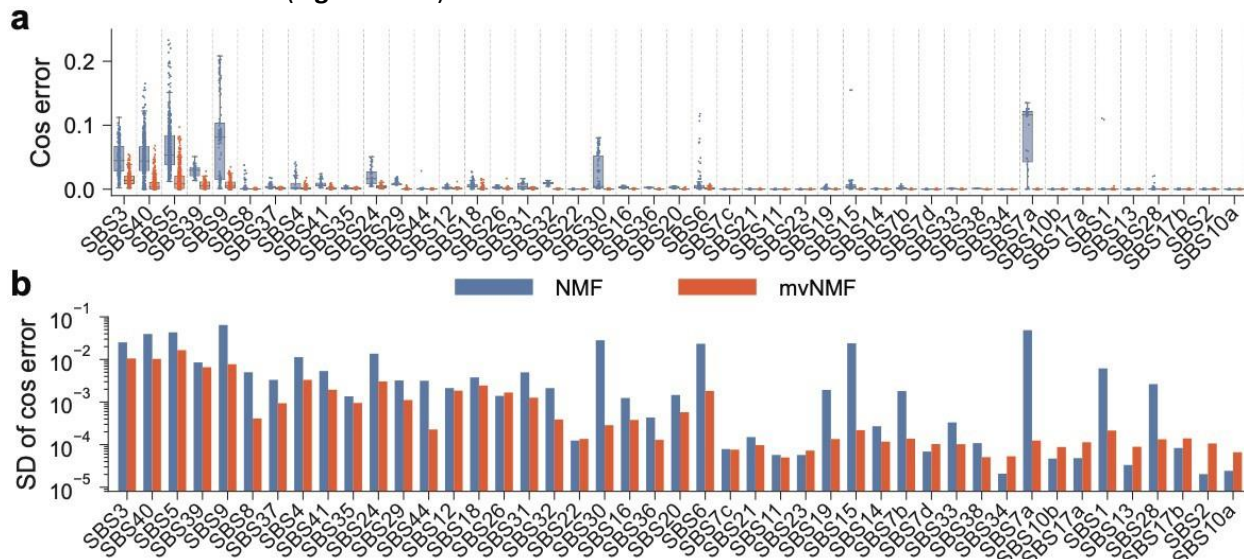 a
Cos error
0.2
0.1
0.0
SBS3 SBS40 SBS5 SBS39 SBS9 SBS8 SBS37 SBS4 SBS41 SBS35 SBS24 SBS29 SBS44 SBS12 SBS18 SBS26 SBS31 SBS32 SBS22 SBS30 SBS16 SBS36 SBS20 SBS6 SBS7c SBS21 SBS11 SBS23 SBS19 SBS15 SBS14 SBS7b SBS7d SBS33 SBS38 SBS34 SBS7a SBS10b SBS17a SBS1 SBS13 SBS28 SBS17b SBS2 SBS10a
b
NMF mvNMF
SD of cos error
10⁻¹
10⁻²
10⁻³
10⁻⁴
10⁻⁵
SBS3 SBS40 SBS5 SBS39 SBS9 SBS8 SBS37 SBS4 SBS41 SBS35 SBS24 SBS29 SBS44 SBS12 SBS18 SBS26 SBS31 SBS32 SBS22 SBS30 SBS16 SBS36 SBS20 SBS6 SBS7c SBS21 SBS11 SBS23 SBS19 SBS15 SBS14 SBS7b SBS7d SBS33 SBS38 SBS34 SBS7a SBS10b SBS17a SBS1 SBS13 SBS28 SBS17b SBS2 SBS10a